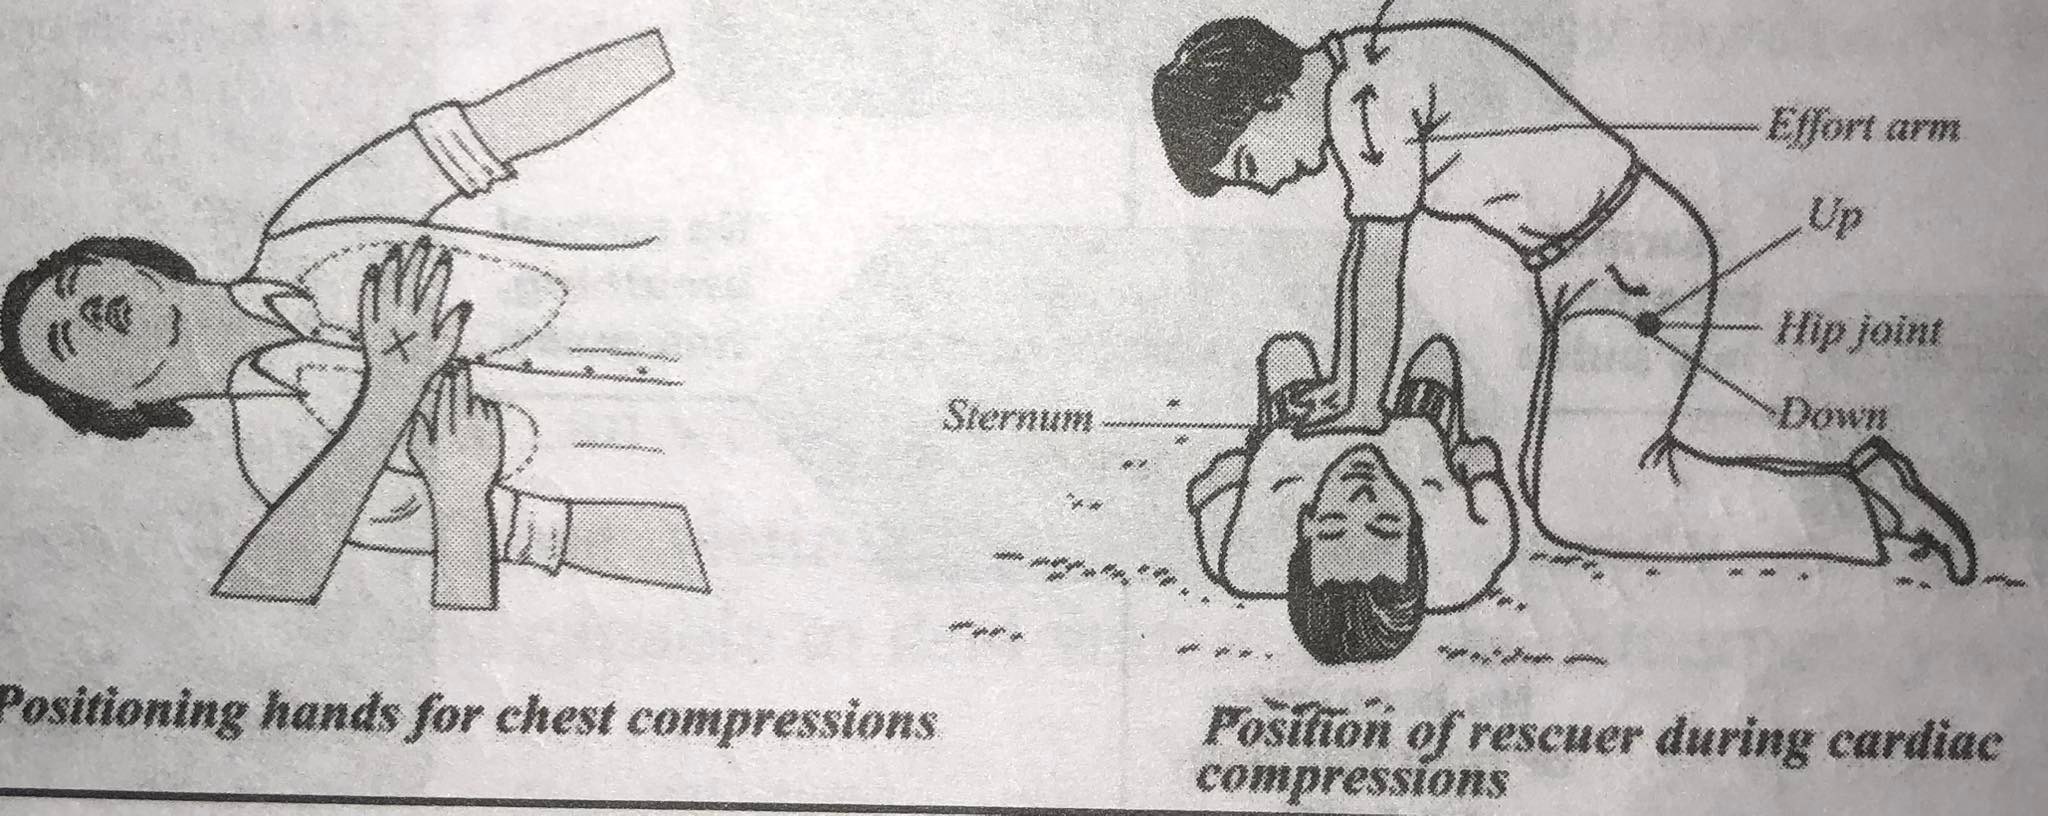 Effort arm
Up
Hip joint
Sternum
Down
Positioning hands for chest compressions
Position of rescuer during cardiac
compressions